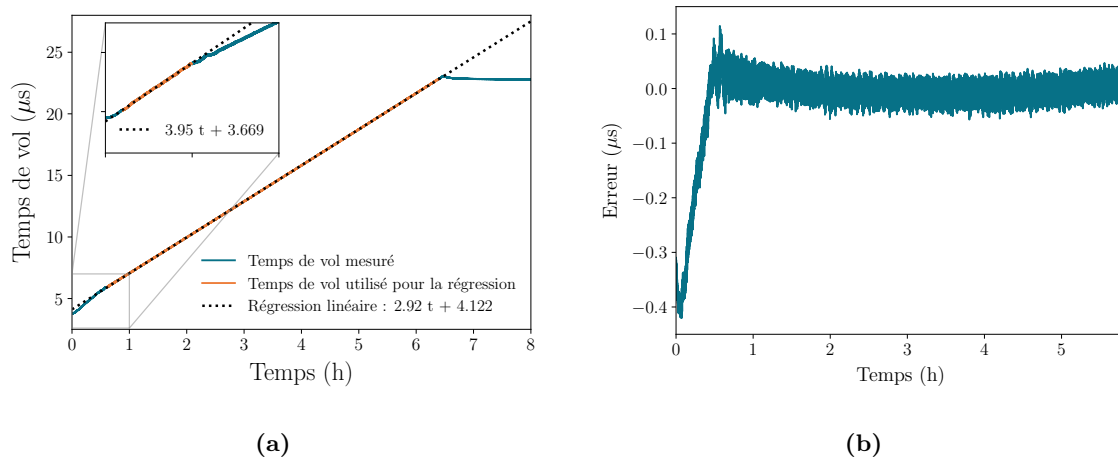 25
20
15
10
5
Temps de vol (μs)
3.95 t + 3.669
Temps de vol mesuré
Temps de vol utilisé pour la régression
Régression linéaire : 2.92 t + 4.122
0 1 2 3 4 5 6 7 8
Temps (h)
(a)
0.1
0.0
−0.1
−0.2
−0.3
−0.4
Erreur (μs)
0 1 2 3 4 5
Temps (h)
(b)